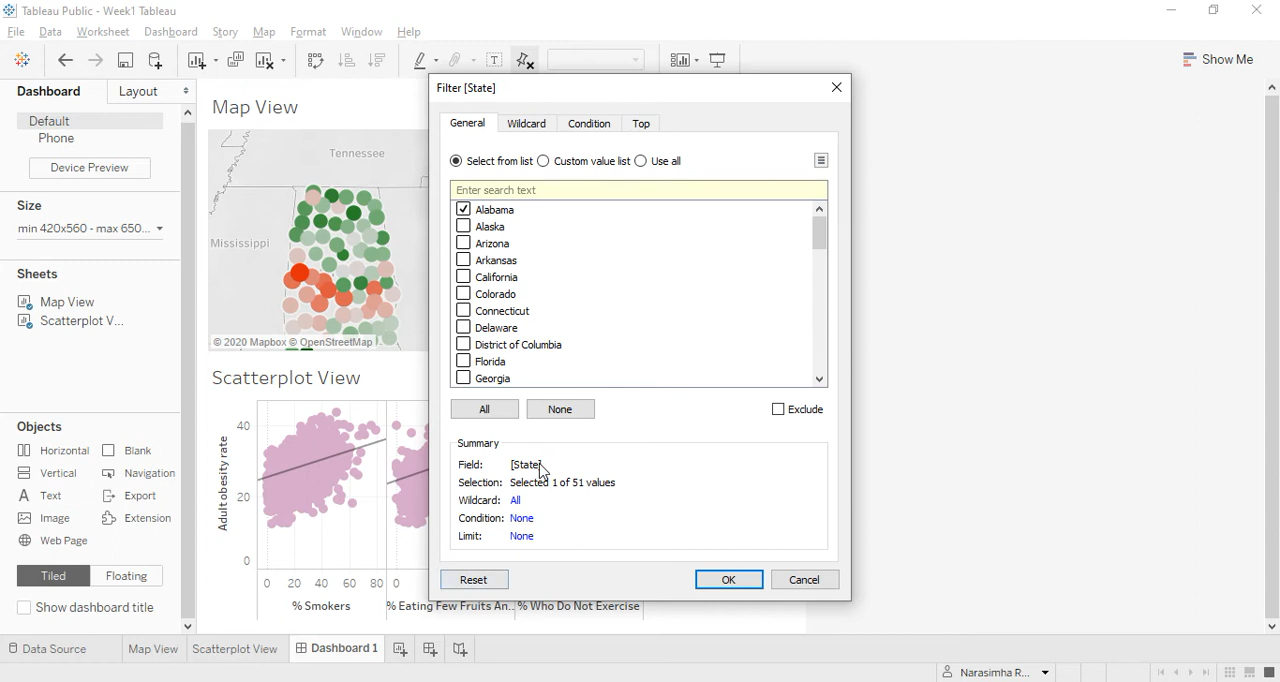 Tableau Public - Week1 Tableau
File Data Worksheet Dashboard Story Map Format Window Help
Show Me
Dashboard Layout
Default
Phone
Device Preview
Size
min 420x560 - max 650...
Sheets
Map View
Scatterplot V...
Objects
Horizontal Blank
Vertical Navigation
A Text Export
Image Extension
Web Page
Tiled Floating
Show dashboard title
Map View
Tennessee
Mississippi
© 2020 Mapbox © OpenStreetMap
Scatterplot View
Adult obesity rate
40
20
0
0 20 40 60 80 0
% Smokers % Eating Few Fruits An.. % Who Do Not Exercise
Filter [State]
General Wildcard Condition Top
Select from list Custom value list Use all
Enter search text
Alabama
Alaska
Arizona
Arkansas
California
Colorado
Connecticut
Delaware
District of Columbia
Florida
Georgia
All None Exclude
Summary
Field: [State]
Selection: Selected 1 of 51 values
Wildcard: All
Condition: None
Limit: None
Reset OK Cancel
Data Source Map View Scatterplot View Dashboard 1
Narasimha R...